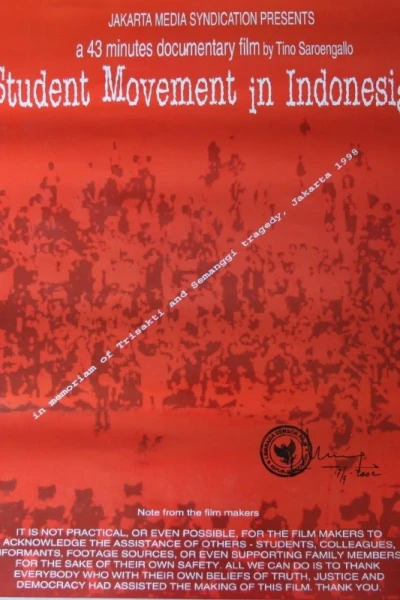 JAKARTA MEDIA SYNDICATION PRESENTS
a 43 minutes documentary film by Tino Saroengallo
Student Movement in Indonesia
in memoriam of Trisakti and Semanggi tragedy, Jakarta 1998
Note from the film makers
IT IS NOT PRACTICAL, OR EVEN POSSIBLE, FOR THE FILM MAKERS TO
ACKNOWLEDGE THE ASSISTANCE OF OTHERS - STUDENTS, COLLEAGUES,
INFORMANTS, FOOTAGE SOURCES, OR EVEN SUPPORTING FAMILY MEMBERS
FOR THE SAKE OF THEIR OWN SAFETY. ALL WE CAN DO IS TO THANK
EVERYBODY WHO WITH THEIR OWN BELIEFS OF TRUTH, JUSTICE AND
DEMOCRACY HAD ASSISTED THE MAKING OF THIS FILM. THANK YOU.